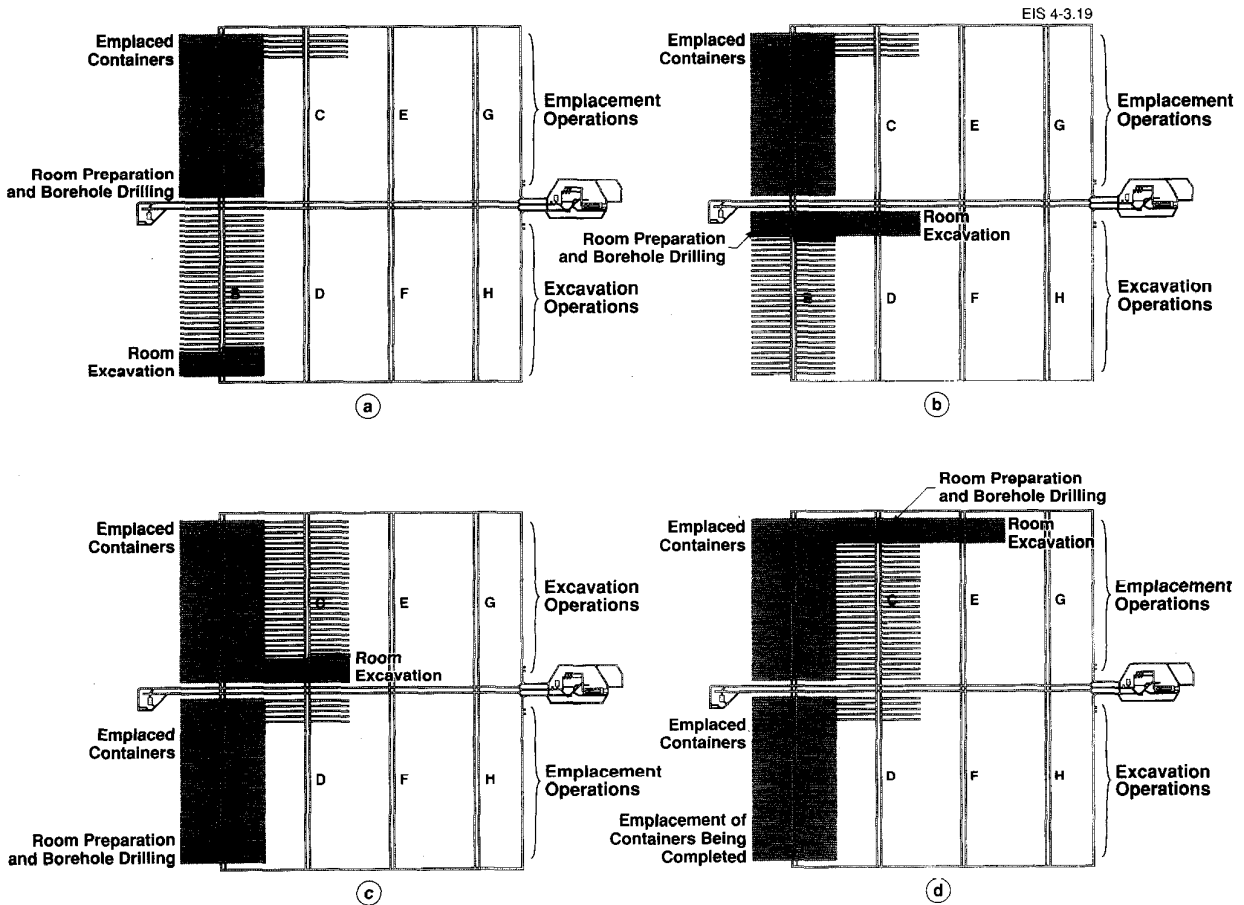 EIS 4-3.19
Emplaced
Containers
C
E
G
Emplacement
Operations
Room Preparation
and Borehole Drilling
B
D
F
H
Excavation
Operations
Room
Excavation
a
Emplaced
Containers
C
E
G
Emplacement
Operations
Room
Excavation
Room Preparation
and Borehole Drilling
B
D
F
H
Excavation
Operations
b
Emplaced
Containers
E
G
Excavation
Operations
Room
Excavation
Emplaced
Containers
D
F
H
Emplacement
Operations
Room Preparation
and Borehole Drilling
c
Room Preparation
and Borehole Drilling
Emplaced
Containers
Room
Excavation
C
E
G
Emplacement
Operations
Emplaced
Containers
D
F
H
Excavation
Operations
Emplacement of
Containers Being
Completed
d